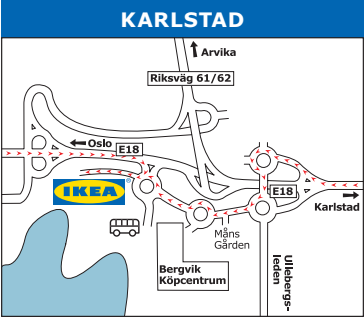 KARLSTAD
Arvika
Riksväg 61/62
Oslo
E18
IKEA
®
E18
Karlstad
Måns
Gården
Bergvik
Köpcentrum
Ullebergs-
leden